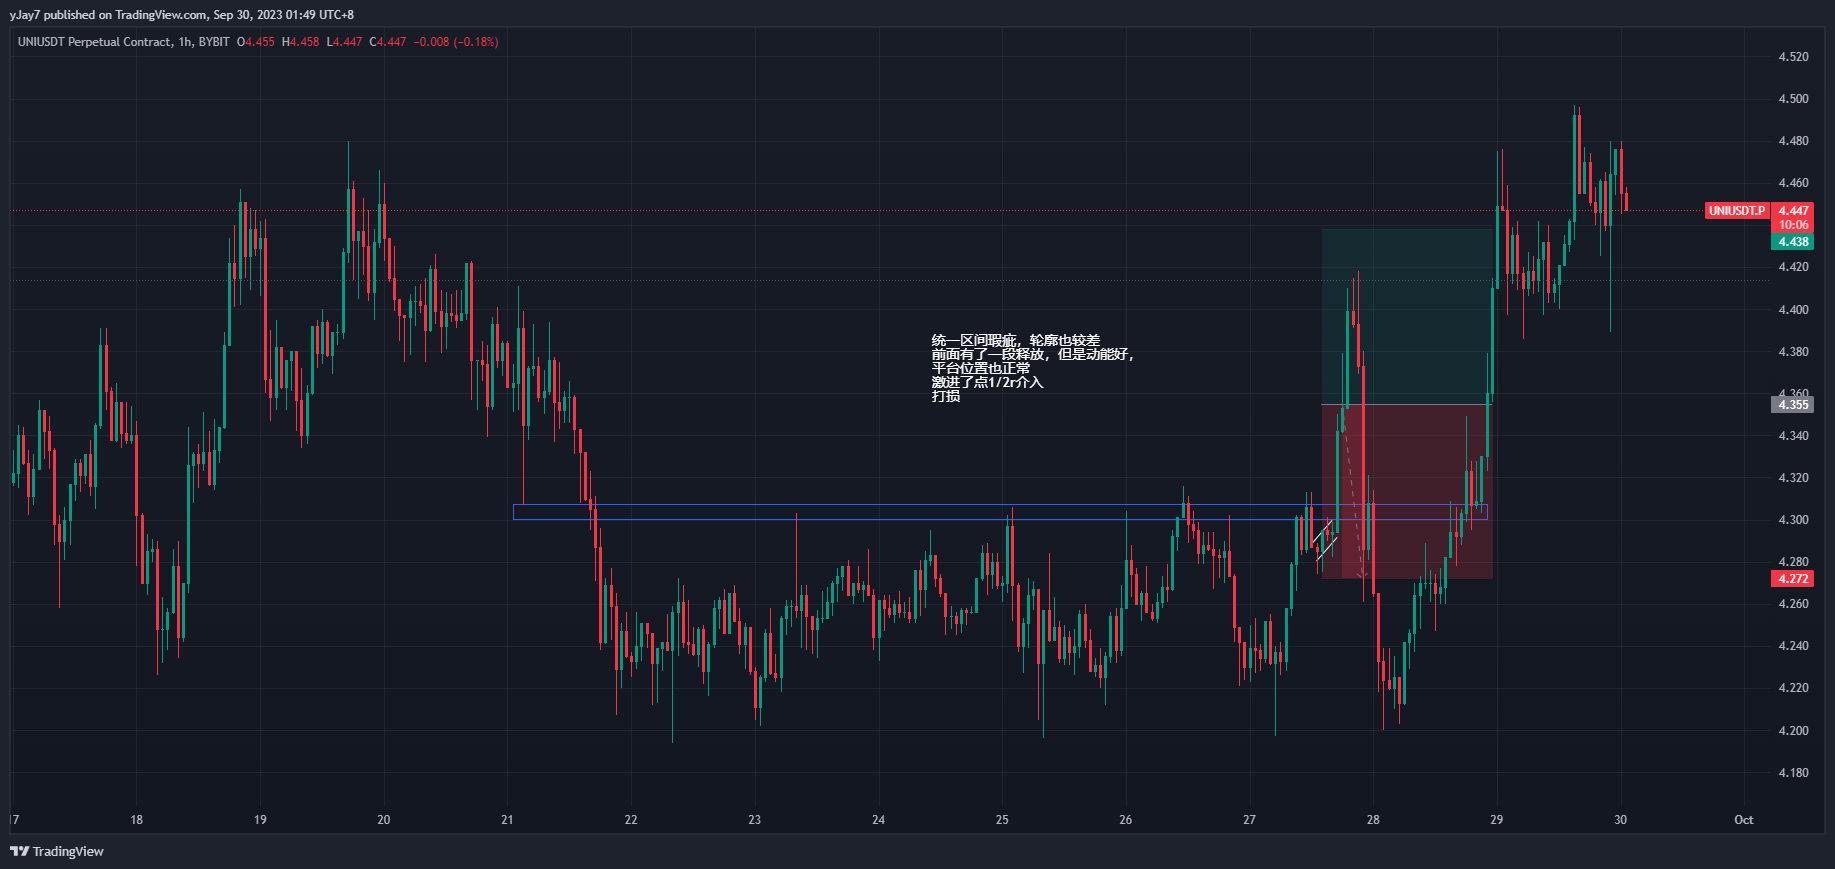 yJay7 published on TradingView.com, Sep 30, 2023 01:49 UTC+8
UNIUSDT Perpetual Contract, 1h, BYBIT O4.455 H4.458 L4.447 C4.447 −0.008 (−0.18%)
4.520
4.500
4.480
4.460
UNIUSDT.P 4.447
10:06
4.438
4.420
4.400
4.380
4.360
4.355
4.340
4.320
4.300
4.280
4.272
4.260
4.240
4.220
4.200
4.180
统一区间瑕疵，轮廓也较差
前面有了一段释放，但是动能好，
平台位置也正常
激进了点1/2r介入
打损
17 18 19 20 21 22 23 24 25 26 27 28 29 30 Oct
TradingView